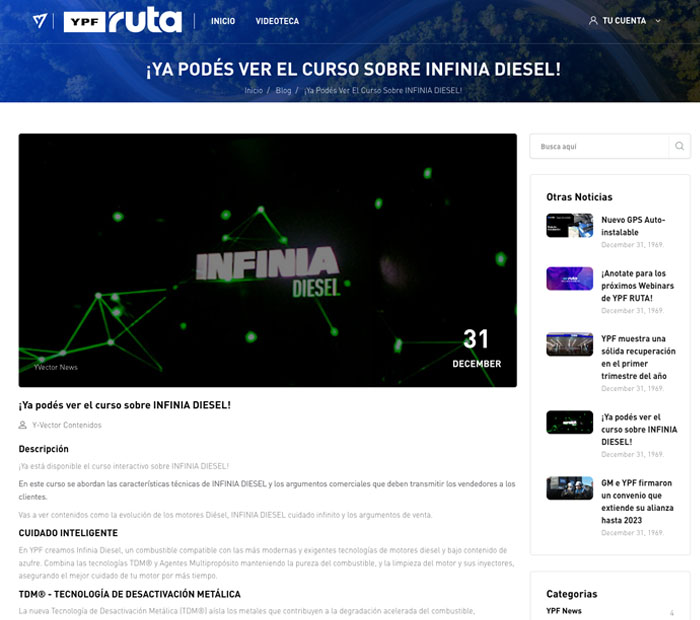 YPF ruta
INICIO
VIDEOTECA
TU CUENTA
¡YA PODÉS VER EL CURSO SOBRE INFINIA DIESEL!
Inicio / Blog / ¡Ya Podés Ver El Curso Sobre INFINIA DIESEL!
INFINIA
DIESEL
31
DECEMBER
YVector News
¡Ya podés ver el curso sobre INFINIA DIESEL!
Y-Vector Contenidos
Descripción
¡Ya está disponible el curso interactivo sobre INFINIA DIESEL!
En este curso se abordan las características técnicas de INFINIA DIESEL y los argumentos comerciales que deben transmitir los vendedores a los
clientes.
Vas a ver contenidos como la evolución de los motores Diésel, INFINIA DIESEL cuidado infinito y los argumentos de venta.
CUIDADO INTELIGENTE
En YPF creamos Infinia Diesel, un combustible compatible con las más modernas y exigentes tecnologías de motores diesel y bajo contenido de
azufre. Combina las tecnologías TDM® y Agentes Multipropósito manteniendo la pureza del combustible, y la limpieza del motor y sus inyectores,
asegurando el mejor cuidado de tu motor por más tiempo.
TDM® - TECNOLOGÍA DE DESACTIVACIÓN METÁLICA
La nueva Tecnología de Desactivación Metálica (TDM®) aísla los metales que contribuyen a la degradación acelerada del combustible,
Busca aquí
Otras Noticias
Nuevo GPS Auto-
instalable
December 31, 1969.
¡Anotate para los
próximos Webinars
de YPF RUTA!
December 31, 1969.
YPF muestra una
sólida recuperación
en el primer
trimestre del año
December 31, 1969.
¡Ya podés ver el
curso sobre INFINIA
DIESEL!
December 31, 1969.
GM e YPF firmaron
un convenio que
extiende su alianza
hasta 2023
December 31, 1969.
Categorias
YPF News
4